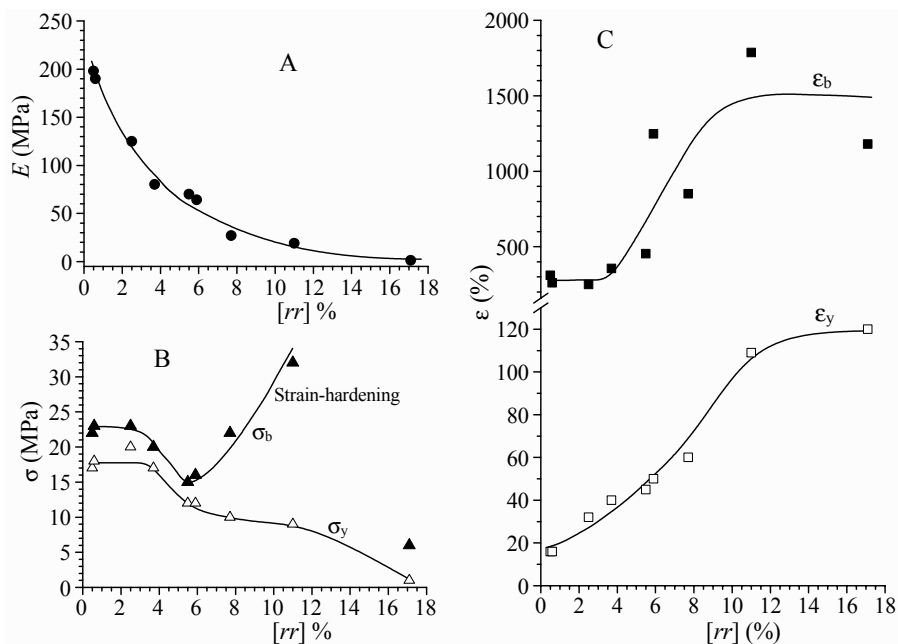 A
250
200
150
100
50
0
E (MPa)
0 2 4 6 8 10 12 14 16 18
[rr] %
B
35
30
25
20
15
10
5
0
σ (MPa)
Strain-hardening
σb
σy
0 2 4 6 8 10 12 14 16 18
[rr] %
C
2000
1500
1000
500
120
100
80
60
40
20
0
ε (%)
εb
εy
0 2 4 6 8 10 12 14 16 18
[rr] (%)